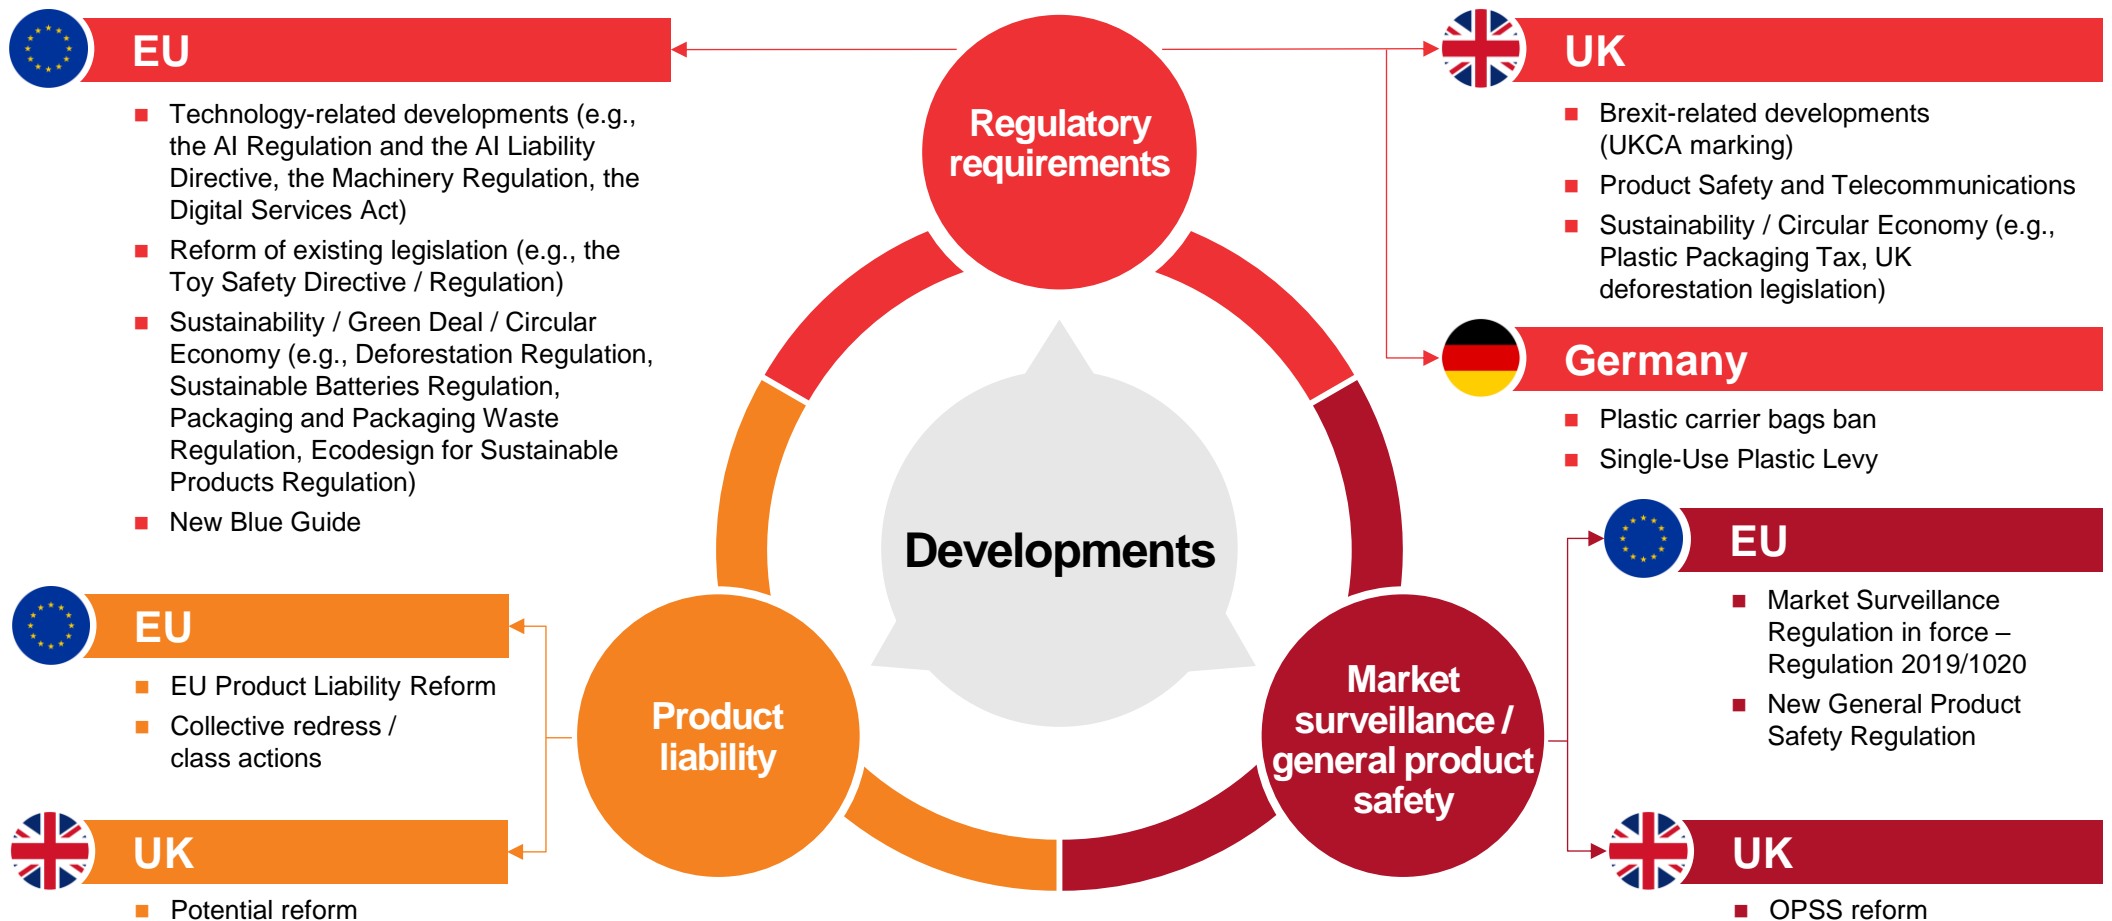 EU
Technology-related developments (e.g.,
the AI Regulation and the AI Liability
Directive, the Machinery Regulation, the
Digital Services Act)
Reform of existing legislation (e.g., the
Toy Safety Directive / Regulation)
Sustainability / Green Deal / Circular
Economy (e.g., Deforestation Regulation,
Sustainable Batteries Regulation,
Packaging and Packaging Waste
Regulation, Ecodesign for Sustainable
Products Regulation)
New Blue Guide
Regulatory
requirements
UK
Brexit-related developments
(UKCA marking)
Product Safety and Telecommunications
Sustainability / Circular Economy (e.g.,
Plastic Packaging Tax, UK
deforestation legislation)
Germany
Plastic carrier bags ban
Single-Use Plastic Levy
Developments
EU
EU Product Liability Reform
Collective redress /
class actions
UK
Potential reform
Product
liability
Market
surveillance /
general product
safety
EU
Market Surveillance
Regulation in force –
Regulation 2019/1020
New General Product
Safety Regulation
UK
OPSS reform